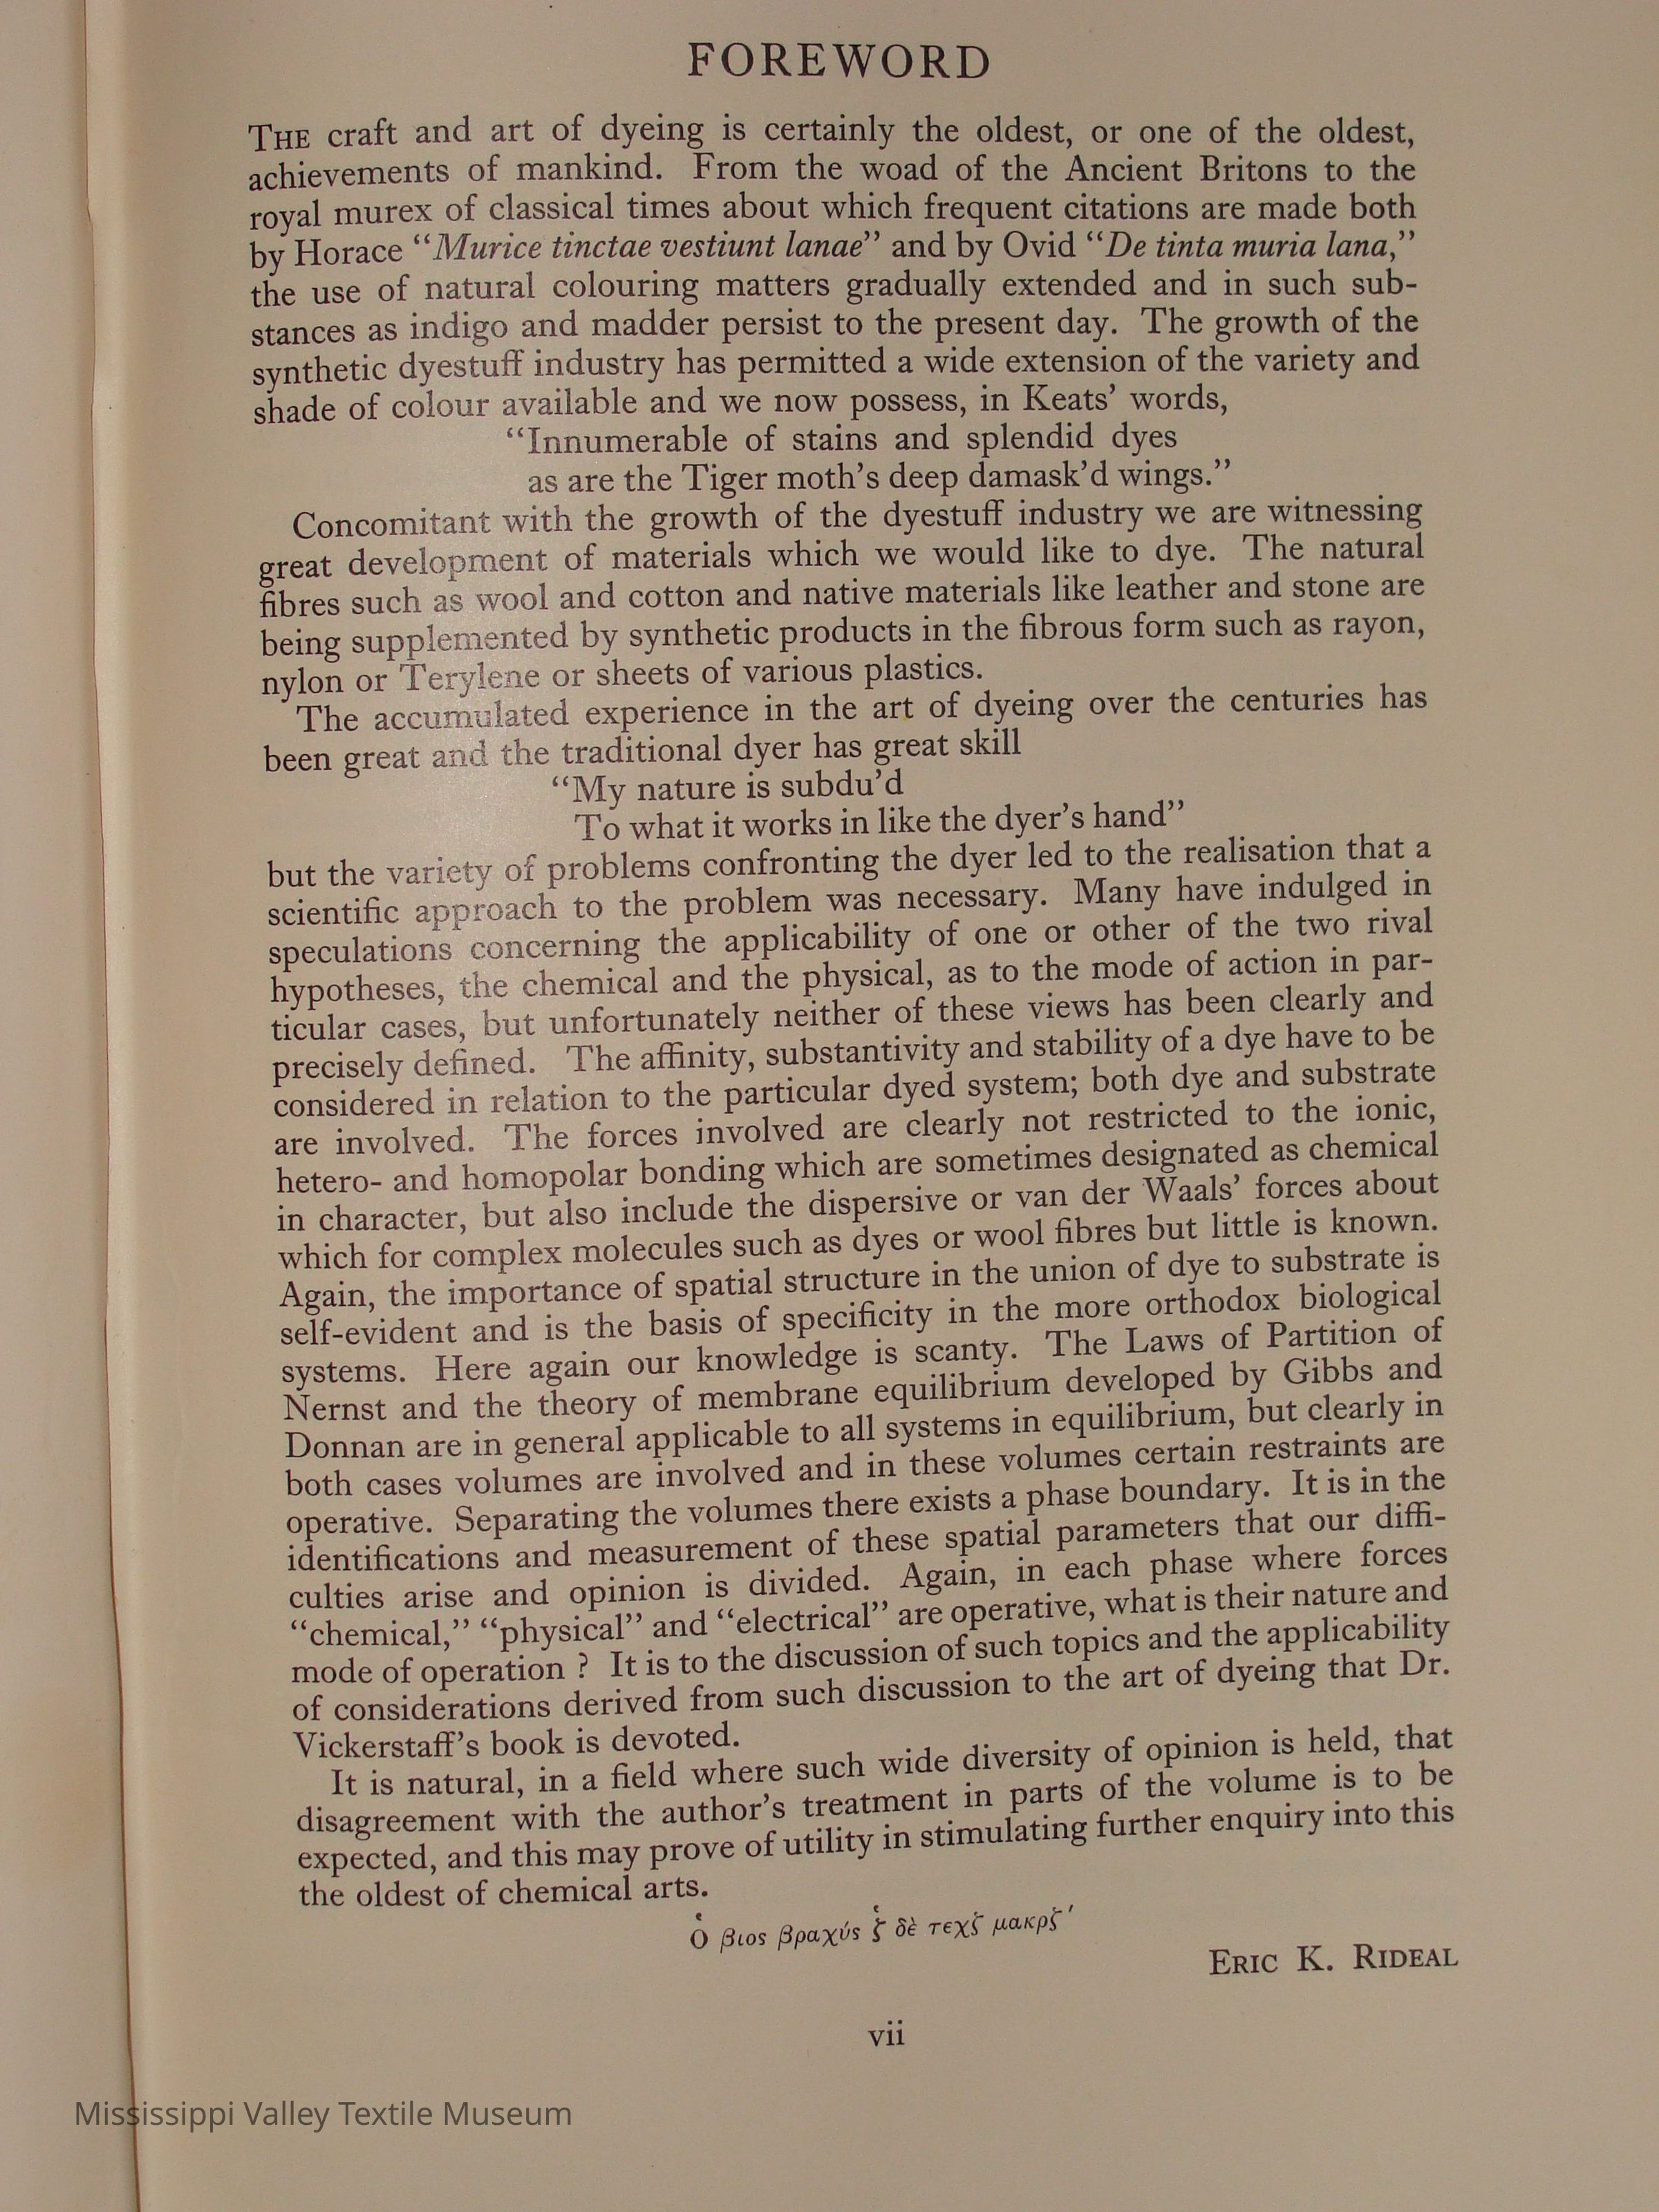 FOREWORD
THE craft and art of dyeing is certainly the oldest, or one of the oldest,
achievements of mankind. From the woad of the Ancient Britons to the
royal murex of classical times about which frequent citations are made both
by Horace “Murice tinctae vestiunt lanae” and by Ovid “De tinta muria lana,”
the use of natural colouring matters gradually extended and in such sub-
stances as indigo and madder persist to the present day. The growth of the
synthetic dyestuff industry has permitted a wide extension of the variety and
shade of colour available and we now possess, in Keats’ words,
“Innumerable of stains and splendid dyes
as are the Tiger moth’s deep damask’d wings.”
Concomitant with the growth of the dyestuff industry we are witnessing
great development of materials which we would like to dye. The natural
fibres such as wool and cotton and native materials like leather and stone are
being supplemented by synthetic products in the fibrous form such as rayon,
nylon or Terylene or sheets of various plastics.
The accumulated experience in the art of dyeing over the centuries has
been great and the traditional dyer has great skill
“My nature is subdu’d
To what it works in like the dyer’s hand”
but the variety of problems confronting the dyer led to the realisation that a
scientific approach to the problem was necessary. Many have indulged in
speculations concerning the applicability of one or other of the two rival
hypotheses, the chemical and the physical, as to the mode of action in par-
ticular cases, but unfortunately neither of these views has been clearly and
precisely defined. The affinity, substantivity and stability of a dye have to be
considered in relation to the particular dyed system; both dye and substrate
are involved. The forces involved are clearly not restricted to the ionic,
hetero- and homopolar bonding which are sometimes designated as chemical
in character, but also include the dispersive or van der Waals’ forces about
which for complex molecules such as dyes or wool fibres but little is known.
Again, the importance of spatial structure in the union of dye to substrate is
self-evident and is the basis of specificity in the more orthodox biological
systems. Here again our knowledge is scanty. The Laws of Partition of
Nernst and the theory of membrane equilibrium developed by Gibbs and
Donnan are in general applicable to all systems in equilibrium, but clearly in
both cases volumes are involved and in these volumes certain restraints are
operative. Separating the volumes there exists a phase boundary. It is in the
identifications and measurement of these spatial parameters that our diffi-
culties arise and opinion is divided. Again, in each phase where forces
“chemical,” “physical” and “electrical” are operative, what is their nature and
mode of operation ? It is to the discussion of such topics and the applicability
of considerations derived from such discussion to the art of dyeing that Dr.
Vickerstaff’s book is devoted.
It is natural, in a field where such wide diversity of opinion is held, that
disagreement with the author’s treatment in parts of the volume is to be
expected, and this may prove of utility in stimulating further enquiry into this
the oldest of chemical arts.
Ὁ βιος βραχύς ζ̔ δὲ τεχζ μακρζ′
ERIC K. RIDEAL
vii
Mississippi Valley Textile Museum